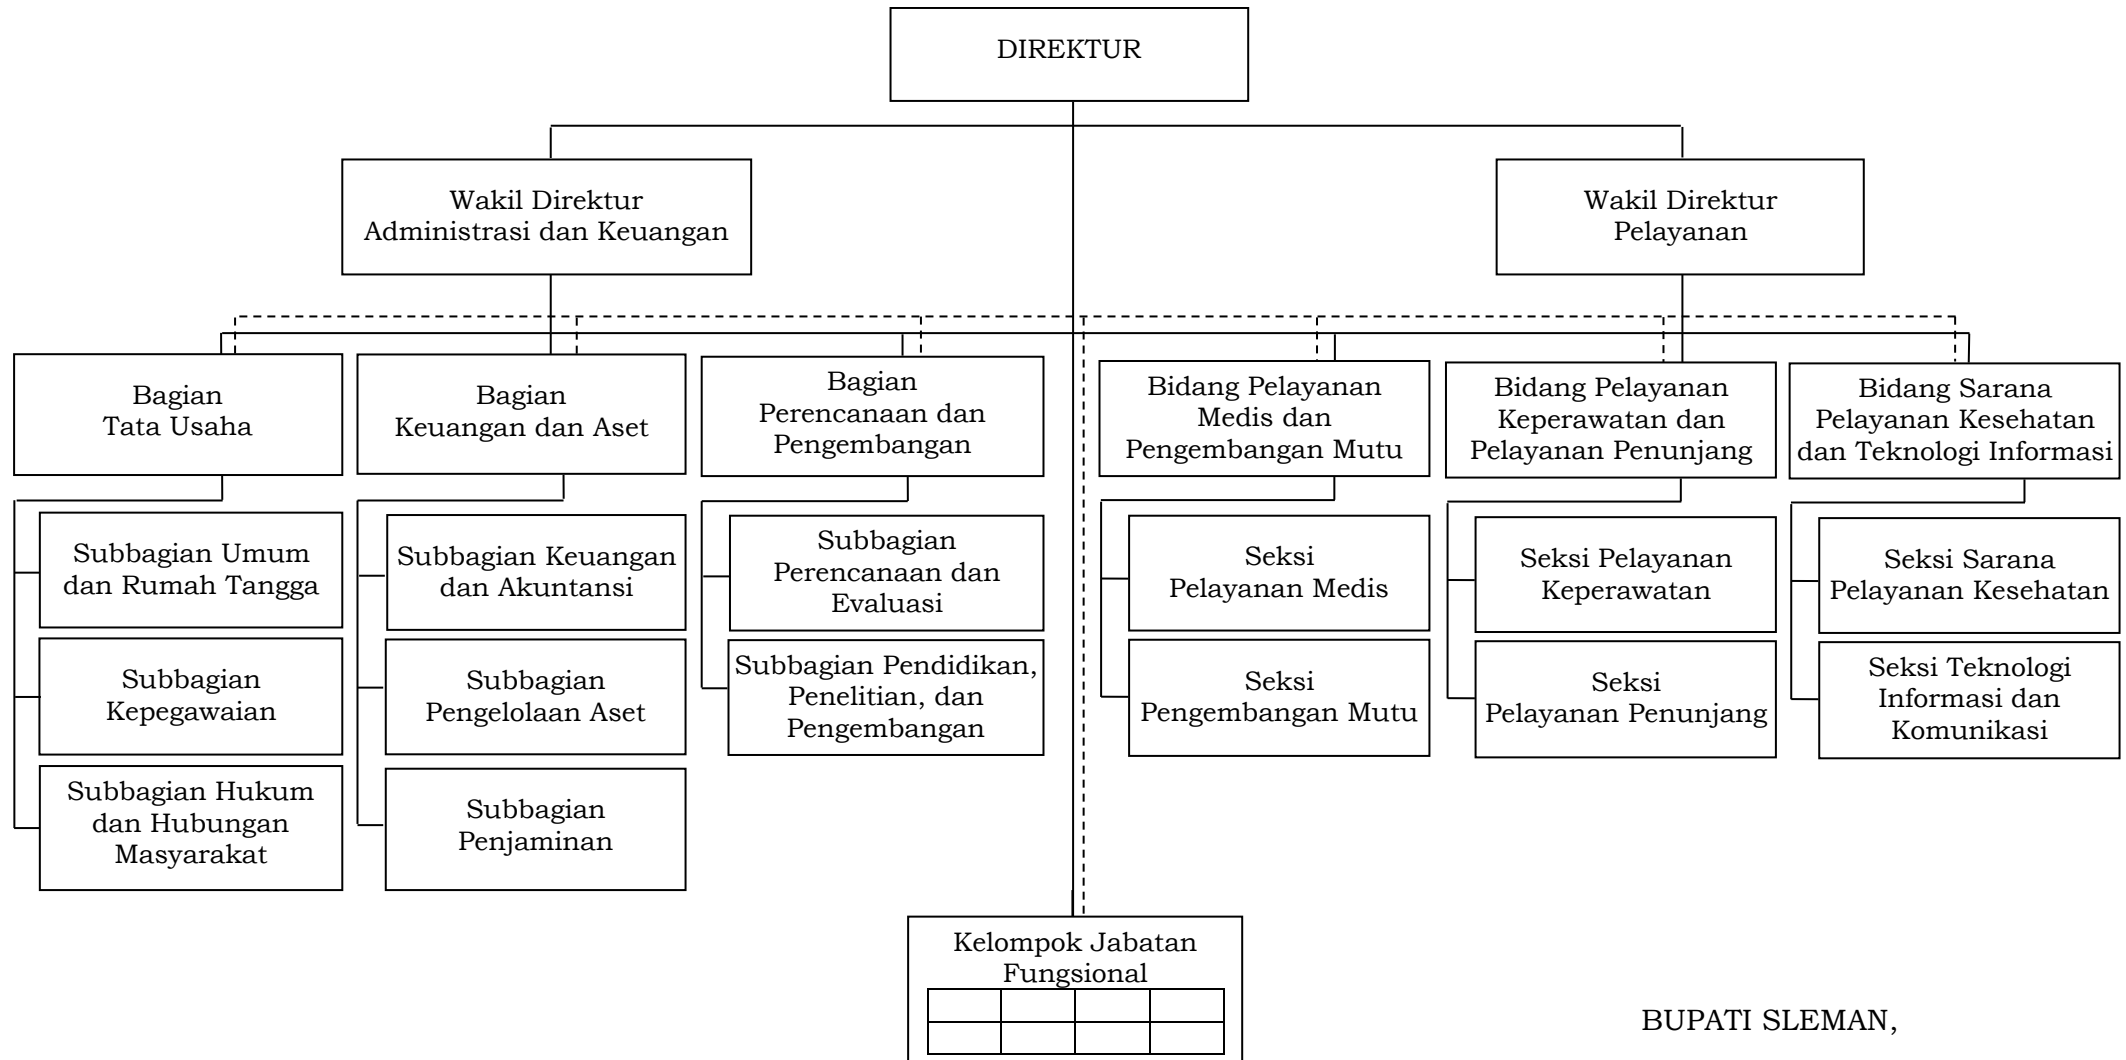 DIREKTUR
Wakil Direktur
Administrasi dan Keuangan
Wakil Direktur
Pelayanan
Bagian
Tata Usaha
Bagian
Keuangan dan Aset
Bagian
Perencanaan dan
Pengembangan
Bidang Pelayanan
Medis dan
Pengembangan Mutu
Bidang Pelayanan
Keperawatan dan
Pelayanan Penunjang
Bidang Sarana
Pelayanan Kesehatan
dan Teknologi Informasi
Subbagian Umum
dan Rumah Tangga
Subbagian
Kepegawaian
Subbagian Hukum
dan Hubungan
Masyarakat
Subbagian Keuangan
dan Akuntansi
Subbagian
Pengelolaan Aset
Subbagian
Penjaminan
Subbagian
Perencanaan dan
Evaluasi
Subbagian Pendidikan,
Penelitian, dan
Pengembangan
Seksi
Pelayanan Medis
Seksi
Pengembangan Mutu
Seksi Pelayanan
Keperawatan
Seksi
Pelayanan Penunjang
Seksi Sarana
Pelayanan Kesehatan
Seksi Teknologi
Informasi dan
Komunikasi
Kelompok Jabatan
Fungsional
BUPATI SLEMAN,